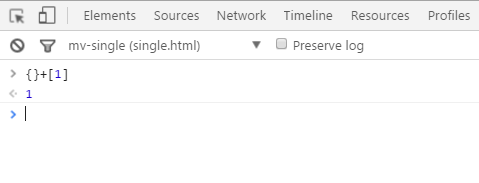 Elements Sources Network Timeline Resources Profiles
mv-single (single.html) ▼ Preserve log
> {}+[1]
1
>